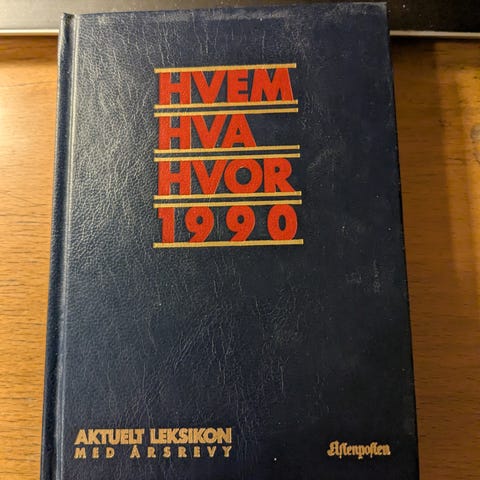 HVEM
HVA
HVOR
1990
AKTUELT LEKSIKON
MED ÅRSREVY
Aftenposten